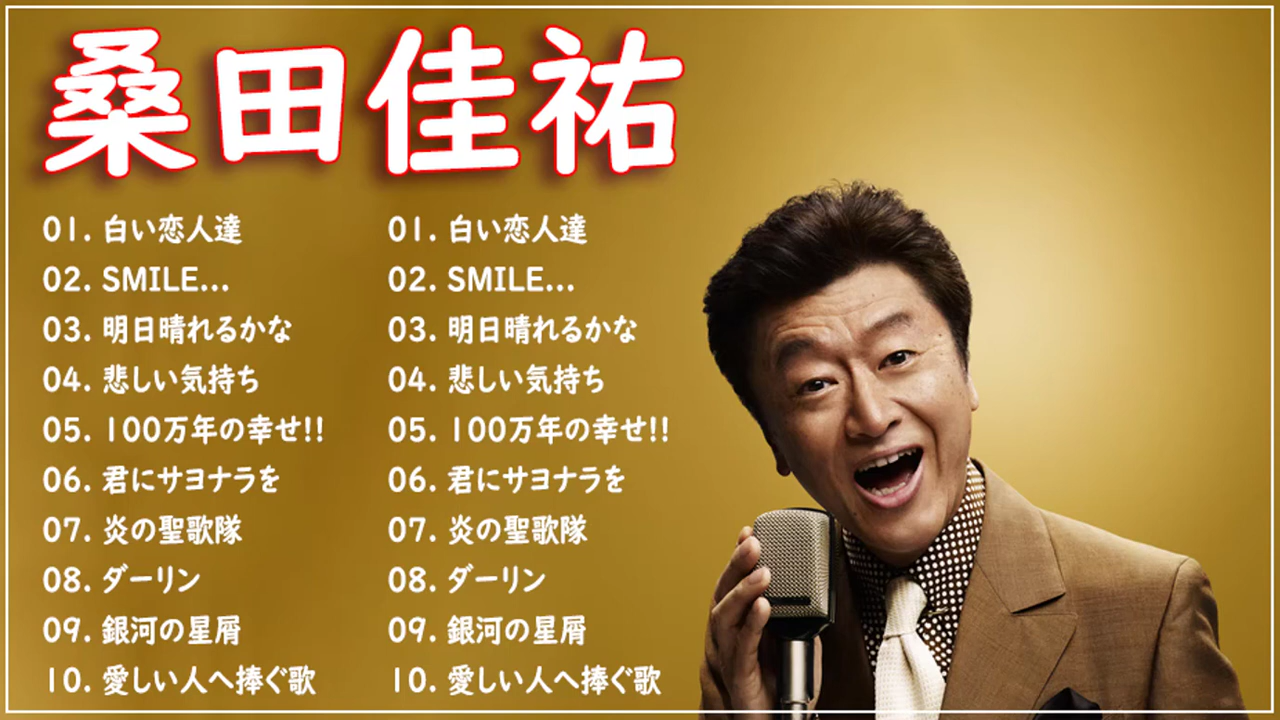 桑田佳祐
01. 白い恋人達
02. SMILE...
03. 明日晴れるかな
04. 悲しい気持ち
05. 100万年の幸せ!!
06. 君にサヨナラを
07. 炎の聖歌隊
08. ダーリン
09. 銀河の星屑
10. 愛しい人へ捧ぐ歌
01. 白い恋人達
02. SMILE...
03. 明日晴れるかな
04. 悲しい気持ち
05. 100万年の幸せ!!
06. 君にサヨナラを
07. 炎の聖歌隊
08. ダーリン
09. 銀河の星屑
10. 愛しい人へ捧ぐ歌